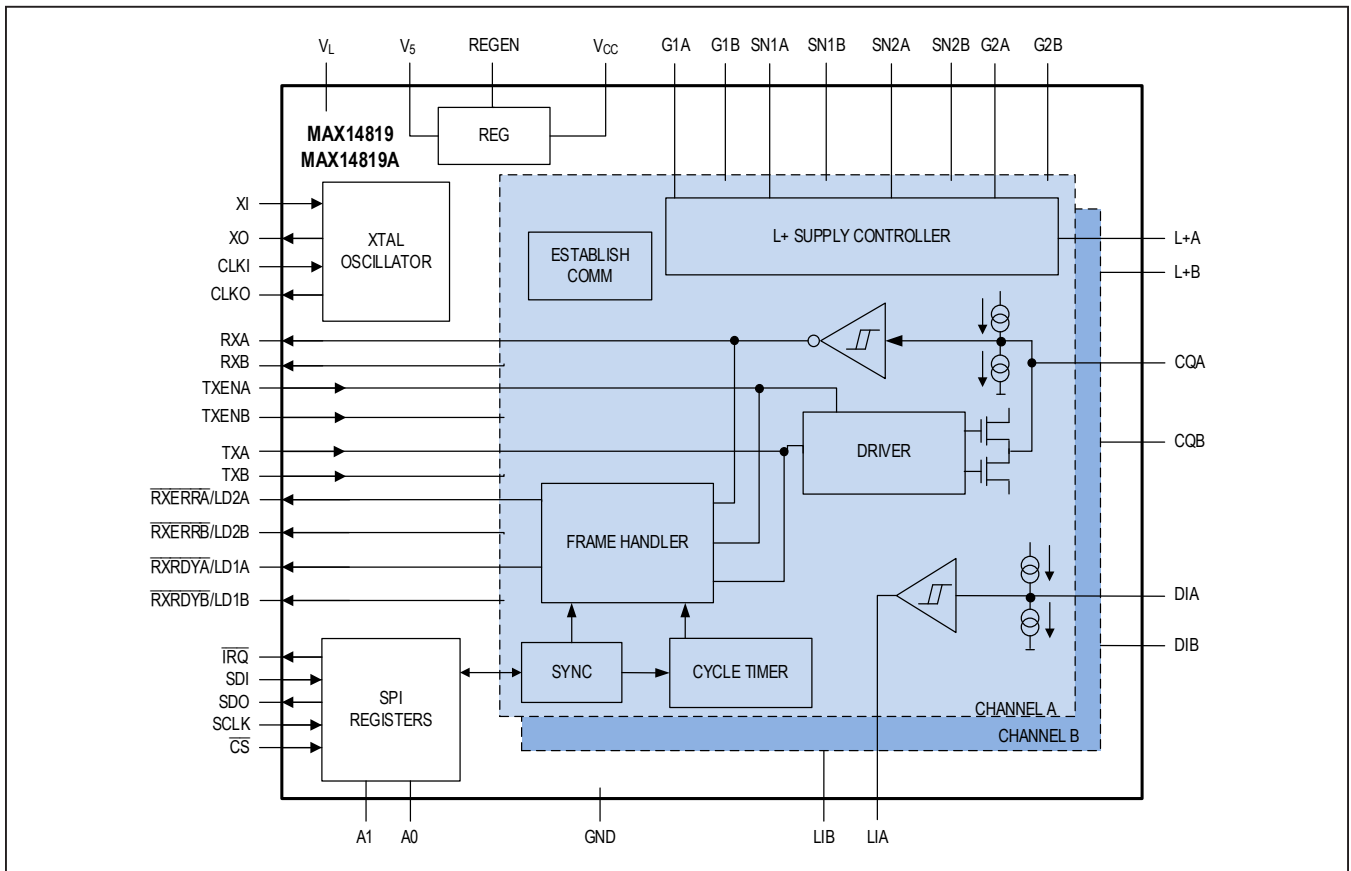 VL V5 REGEN VCC G1A G1B SN1A SN1B SN2A SN2B G2A G2B
MAX14819
MAX14819A
REG
XI
XO
CLKI
CLKO
XTAL
OSCILLATOR
ESTABLISH
COMM
L+ SUPPLY CONTROLLER
L+A
L+B
RXA
RXB
TXENA
TXENB
TXA
TXB
RXERRA/LD2A
RXERRB/LD2B
RXRDYA/LD1A
RXRDYB/LD1B
DRIVER
CQA
CQB
FRAME HANDLER
DIA
DIB
SYNC
CYCLE TIMER
CHANNEL A
CHANNEL B
IRQ
SDI
SDO
SCLK
CS
SPI
REGISTERS
A1 A0 GND LIB LIA